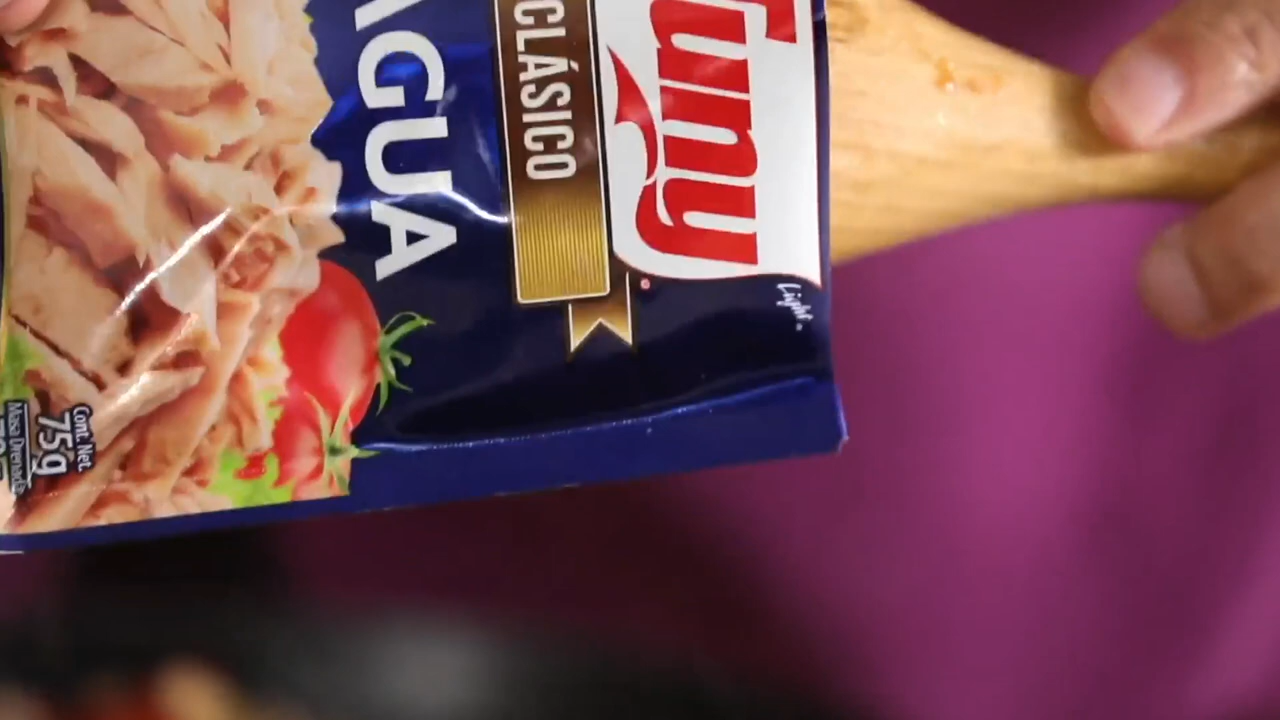 Tuny
Light
CLÁSICO
AGUA
Cont. Net.
75g
Masa Drenada